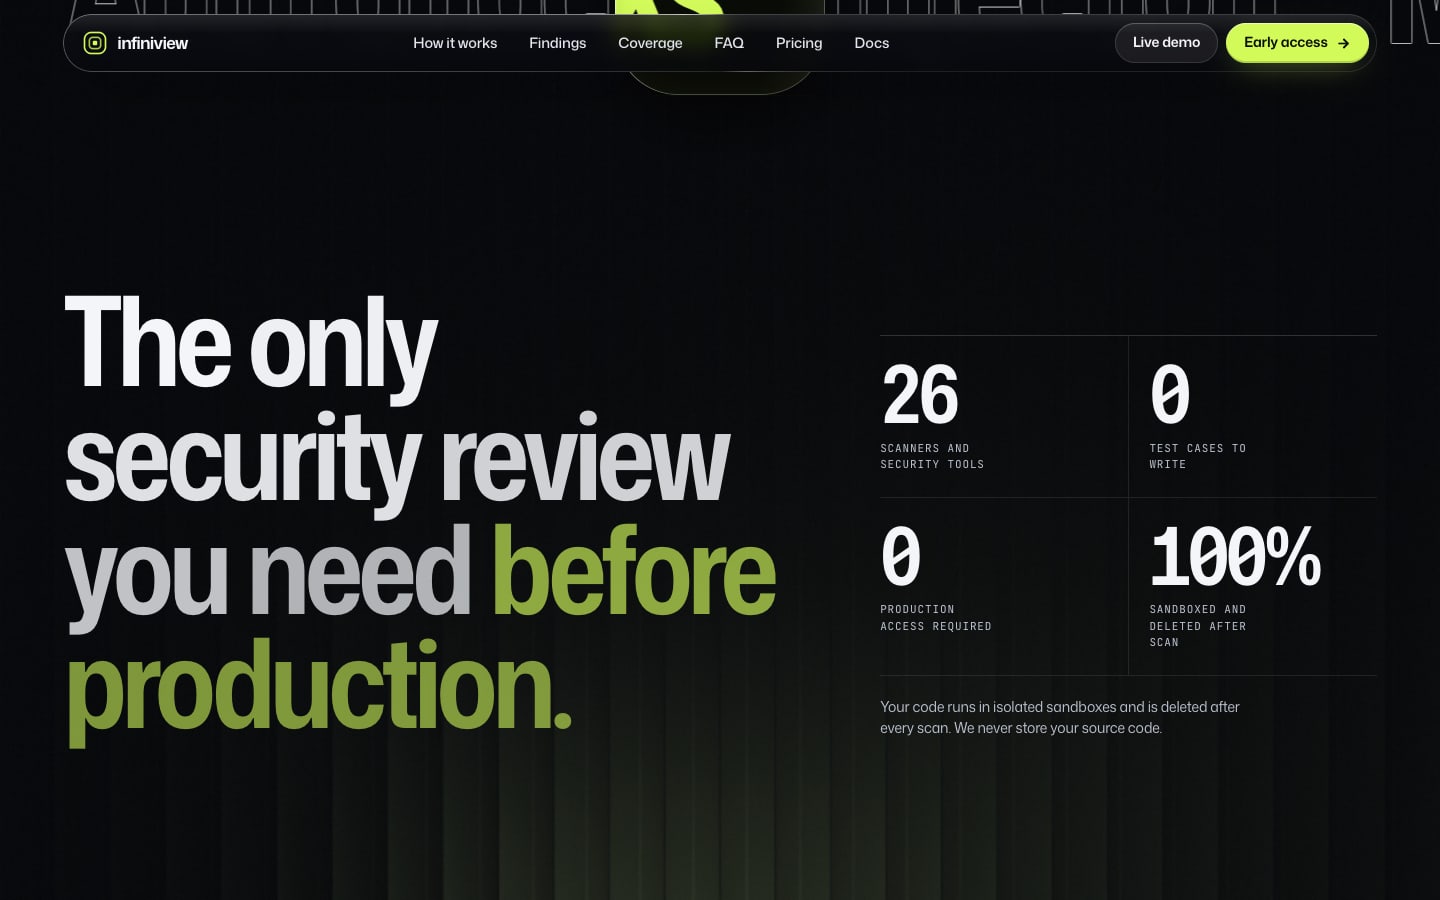 infiniview
How it works
Findings
Coverage
FAQ
Pricing
Docs
Live demo
Early access →
The only
security review
you need before
production.
26
SCANNERS AND
SECURITY TOOLS
0
TEST CASES TO
WRITE
0
PRODUCTION
ACCESS REQUIRED
100%
SANDBOXED AND
DELETED AFTER
SCAN
Your code runs in isolated sandboxes and is deleted after
every scan. We never store your source code.